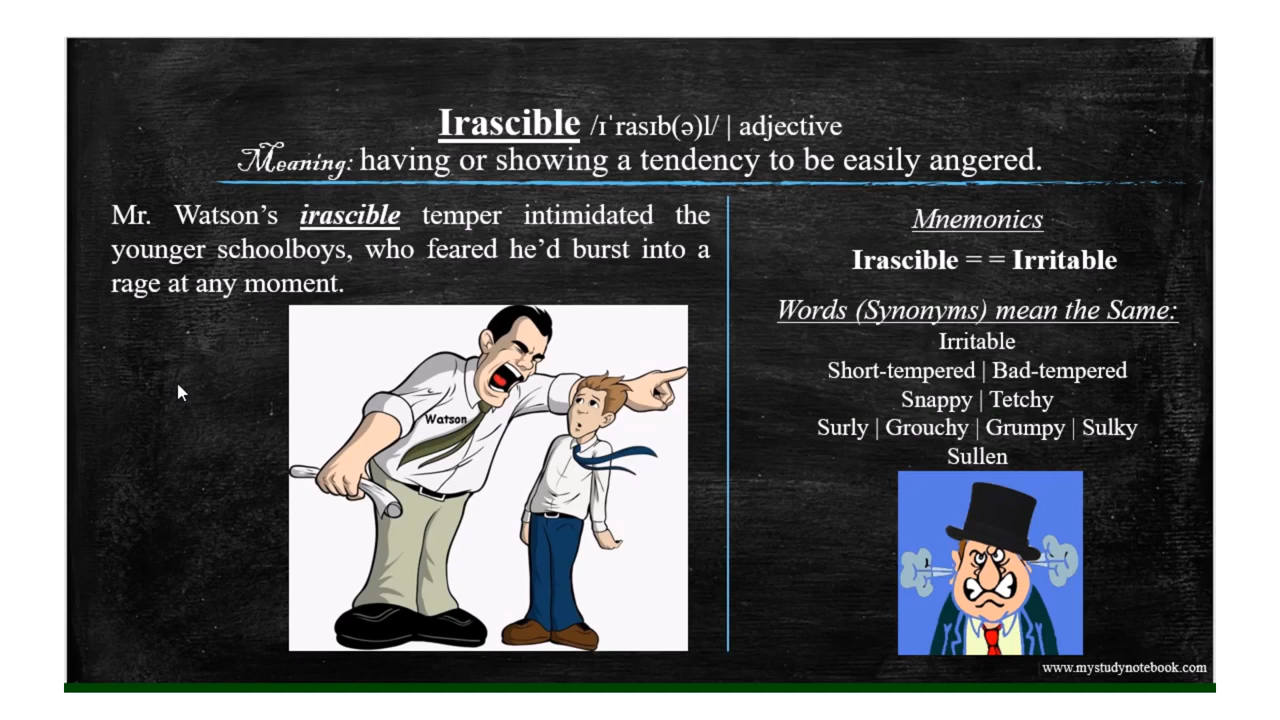 Irascible /ɪˈrasɪb(ə)l/ | adjective
Meaning: having or showing a tendency to be easily angered.
Mr. Watson’s irascible temper intimidated the
younger schoolboys, who feared he’d burst into a
rage at any moment.
Watson
Mnemonics
Irascible = = Irritable
Words (Synonyms) mean the Same:
Irritable
Short-tempered | Bad-tempered
Snappy | Tetchy
Surly | Grouchy | Grumpy | Sulky
Sullen
www.mystudynotebook.com